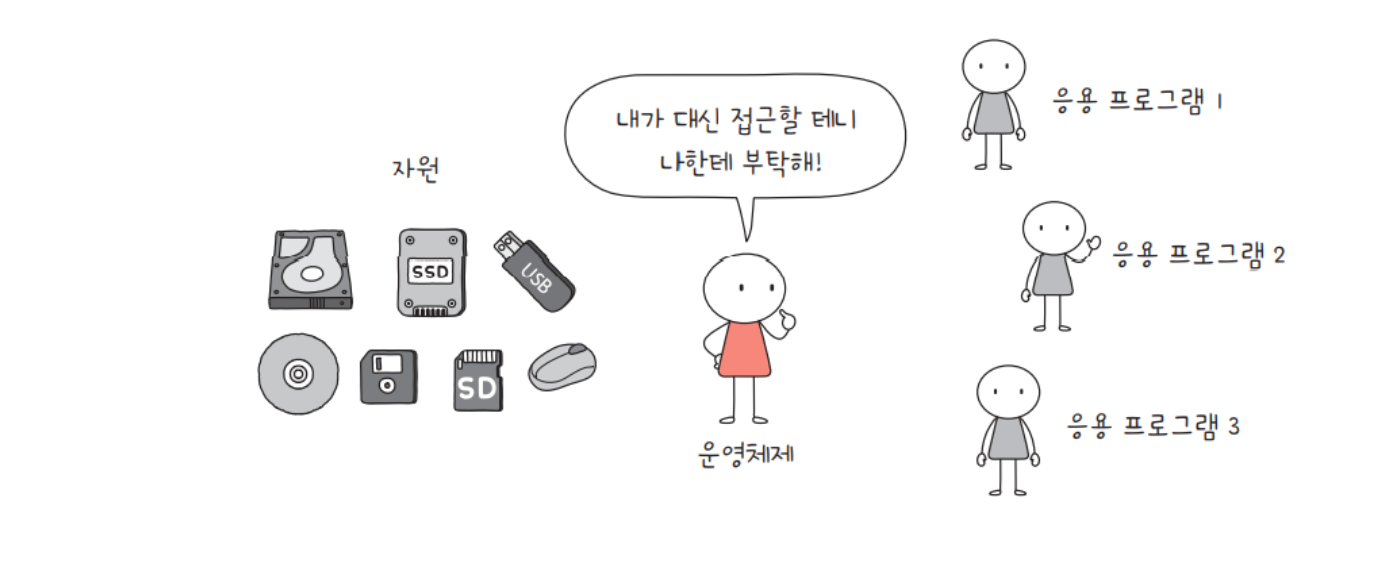 내가 대신 접근할 테니
나한테 부탁해!
자원
SSD
USB
SD
운영체제
응용 프로그램 1
응용 프로그램 2
응용 프로그램 3